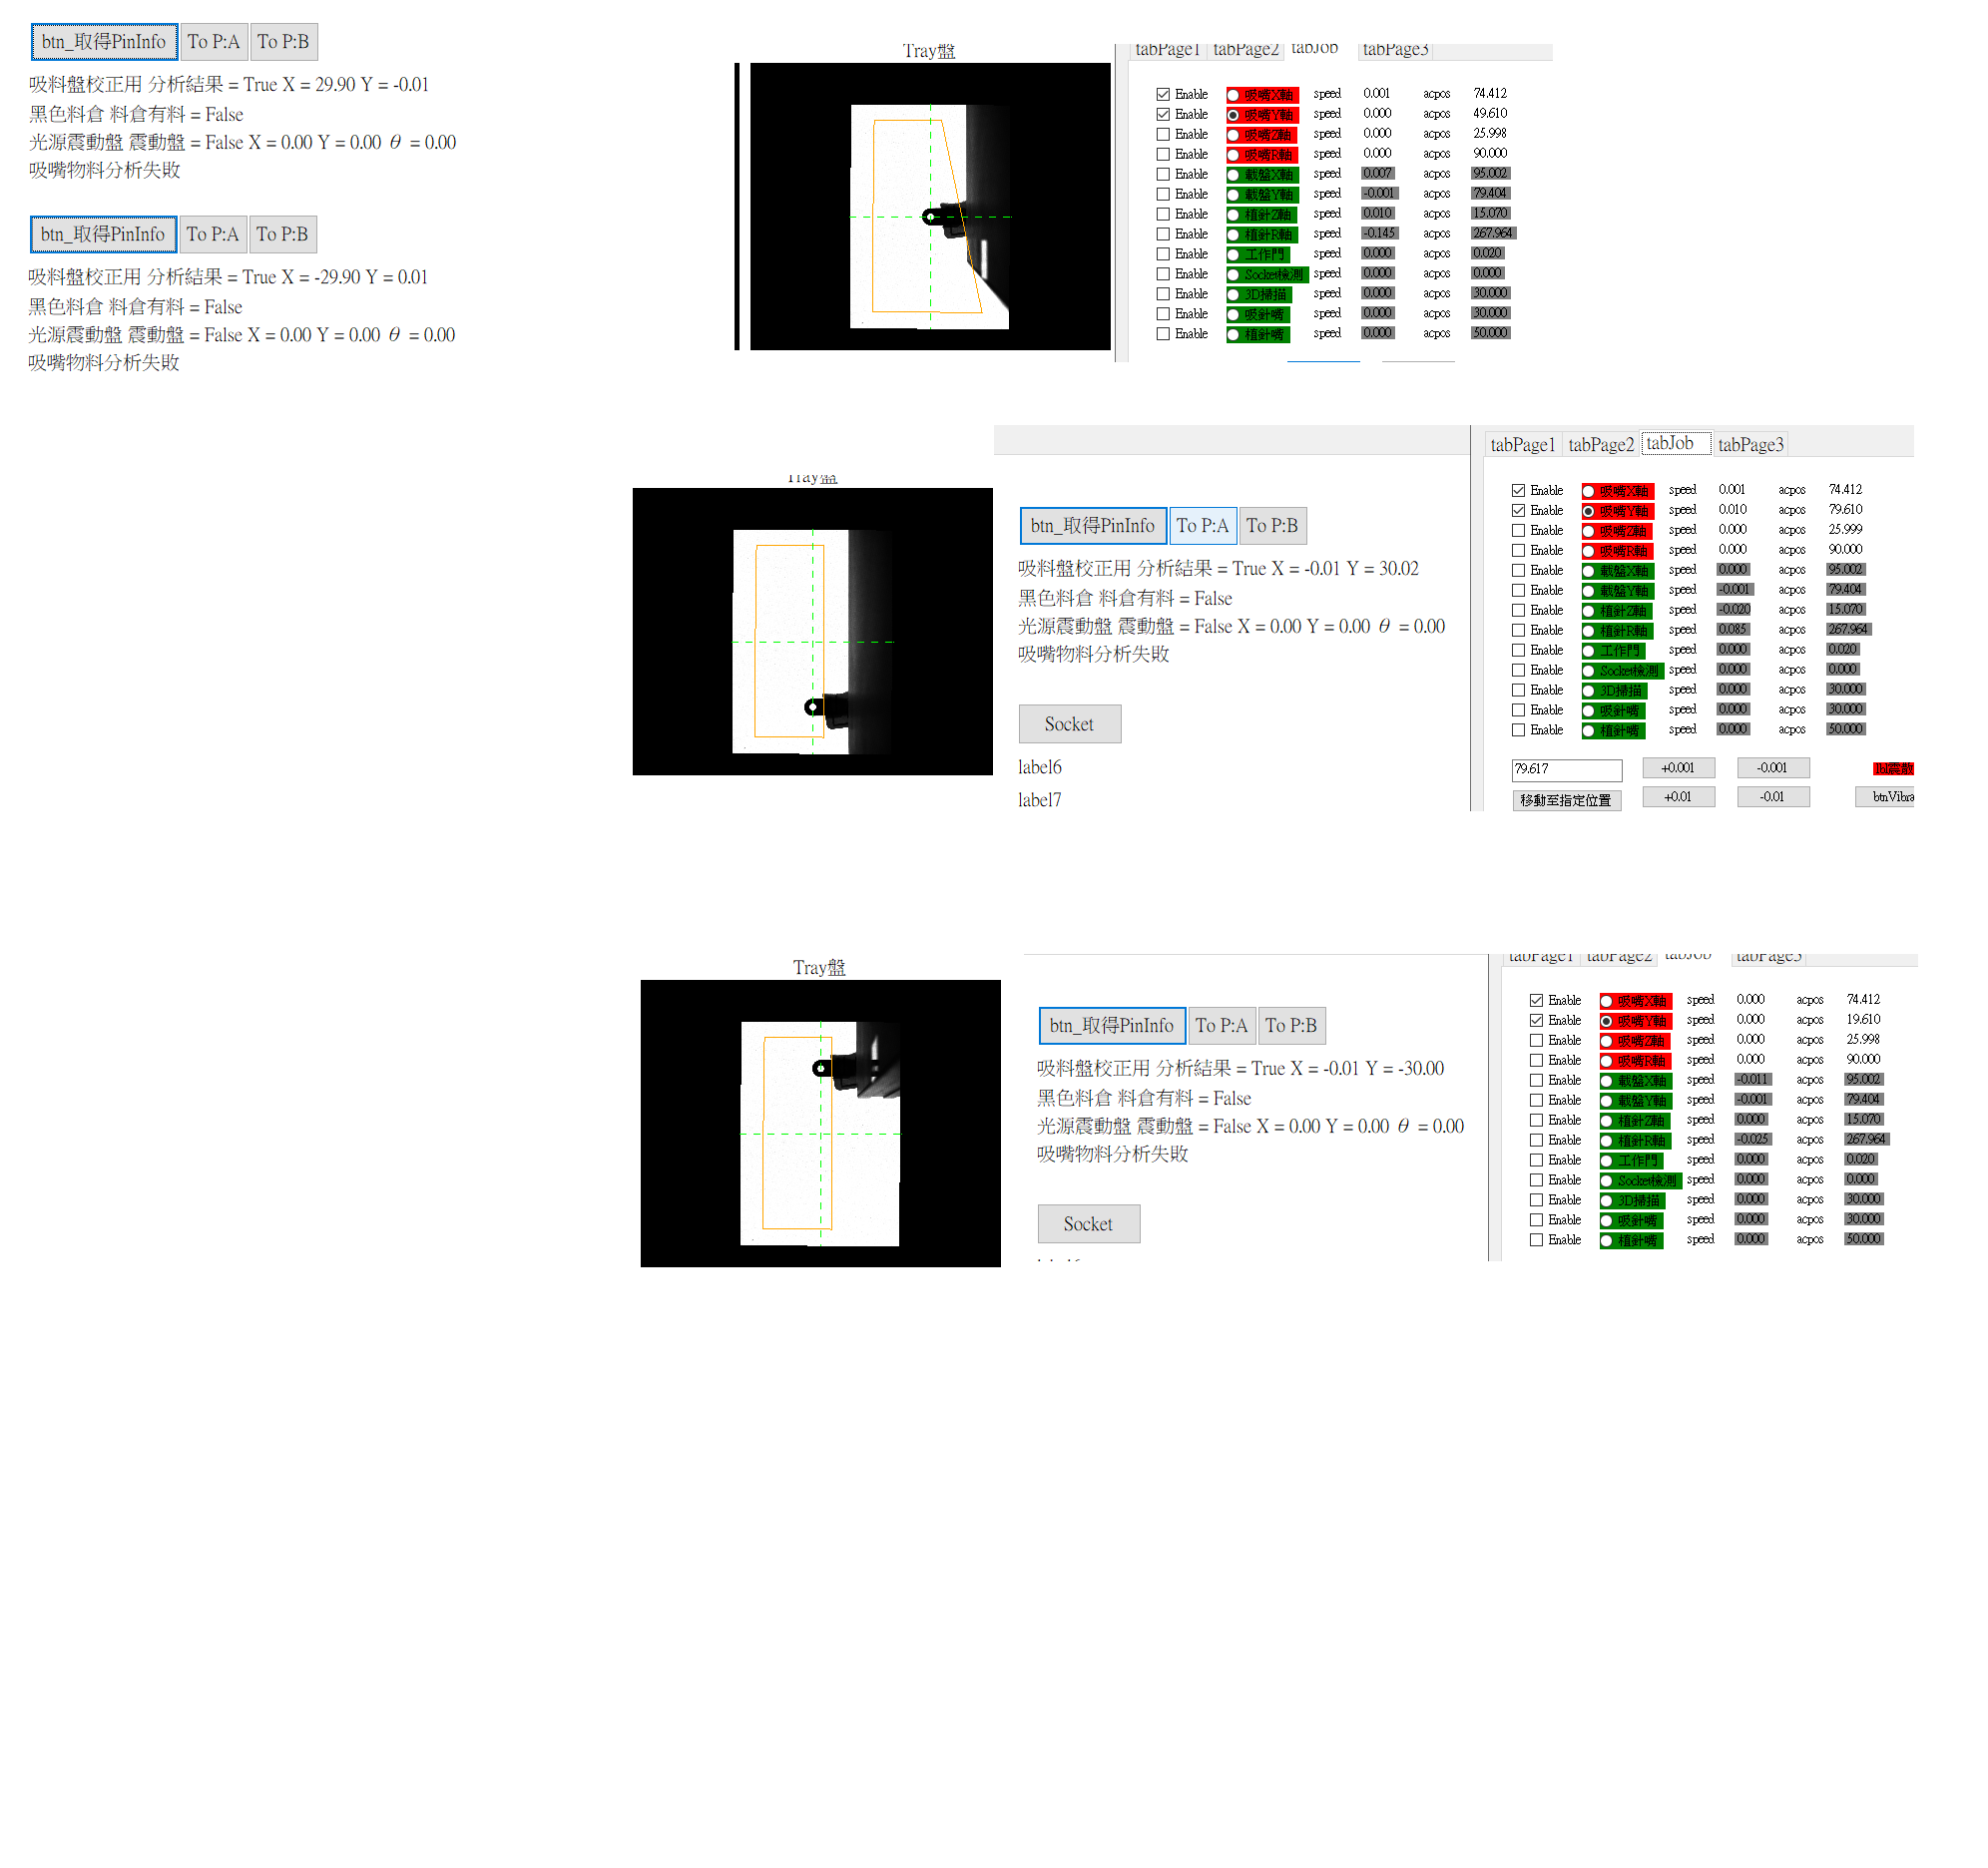 btn_取得PinInfo To P:A To P:B
吸料盤校正用 分析結果 = True X = 29.90 Y = -0.01
黑色料倉 料倉有料 = False
光源震動盤 震動盤 = False X = 0.00 Y = 0.00 θ = 0.00
吸嘴物料分析失敗
btn_取得PinInfo To P:A To P:B
吸料盤校正用 分析結果 = True X = -29.90 Y = 0.01
黑色料倉 料倉有料 = False
光源震動盤 震動盤 = False X = 0.00 Y = 0.00 θ = 0.00
吸嘴物料分析失敗
Tray盤
tabPage1 tabPage2 tabJob tabPage3
Enable 吸嘴X軸 speed 0.001 acpos 74.412
Enable 吸嘴Y軸 speed 0.000 acpos 49.610
Enable 吸嘴Z軸 speed 0.000 acpos 25.998
Enable 吸嘴R軸 speed 0.000 acpos 90.000
Enable 載盤X軸 speed 0.007 acpos 95.002
Enable 載盤Y軸 speed -0.001 acpos 79.404
Enable 植針Z軸 speed 0.010 acpos 15.070
Enable 植針R軸 speed -0.145 acpos 267.964
Enable 工作門 speed 0.000 acpos 0.020
Enable Socket檢測 speed 0.000 acpos 0.000
Enable 3D掃描 speed 0.000 acpos 30.000
Enable 吸針嘴 speed 0.000 acpos 30.000
Enable 植針嘴 speed 0.000 acpos 50.000
Tray盤
btn_取得PinInfo To P:A To P:B
吸料盤校正用 分析結果 = True X = -0.01 Y = 30.02
黑色料倉 料倉有料 = False
光源震動盤 震動盤 = False X = 0.00 Y = 0.00 θ = 0.00
吸嘴物料分析失敗
Socket
label6
label7
tabPage1 tabPage2 tabJob tabPage3
Enable 吸嘴X軸 speed 0.001 acpos 74.412
Enable 吸嘴Y軸 speed 0.010 acpos 79.610
Enable 吸嘴Z軸 speed 0.000 acpos 25.999
Enable 吸嘴R軸 speed 0.000 acpos 90.000
Enable 載盤X軸 speed 0.000 acpos 95.002
Enable 載盤Y軸 speed -0.001 acpos 79.404
Enable 植針Z軸 speed -0.020 acpos 15.070
Enable 植針R軸 speed 0.085 acpos 267.964
Enable 工作門 speed 0.000 acpos 0.020
Enable Socket檢測 speed 0.000 acpos 0.000
Enable 3D掃描 speed 0.000 acpos 30.000
Enable 吸針嘴 speed 0.000 acpos 30.000
Enable 植針嘴 speed 0.000 acpos 50.000
79.617 +0.001 -0.001 lbl震散
移動至指定位置 +0.01 -0.01 btnVibra
Tray盤
btn_取得PinInfo To P:A To P:B
吸料盤校正用 分析結果 = True X = -0.01 Y = -30.00
黑色料倉 料倉有料 = False
光源震動盤 震動盤 = False X = 0.00 Y = 0.00 θ = 0.00
吸嘴物料分析失敗
Socket
tabPage1 tabPage2 tabJob tabPage3
Enable 吸嘴X軸 speed 0.000 acpos 74.412
Enable 吸嘴Y軸 speed 0.000 acpos 19.610
Enable 吸嘴Z軸 speed 0.000 acpos 25.998
Enable 吸嘴R軸 speed 0.000 acpos 90.000
Enable 載盤X軸 speed -0.011 acpos 95.002
Enable 載盤Y軸 speed -0.001 acpos 79.404
Enable 植針Z軸 speed 0.000 acpos 15.070
Enable 植針R軸 speed -0.025 acpos 267.964
Enable 工作門 speed 0.000 acpos 0.020
Enable Socket檢測 speed 0.000 acpos 0.000
Enable 3D掃描 speed 0.000 acpos 30.000
Enable 吸針嘴 speed 0.000 acpos 30.000
Enable 植針嘴 speed 0.000 acpos 50.000